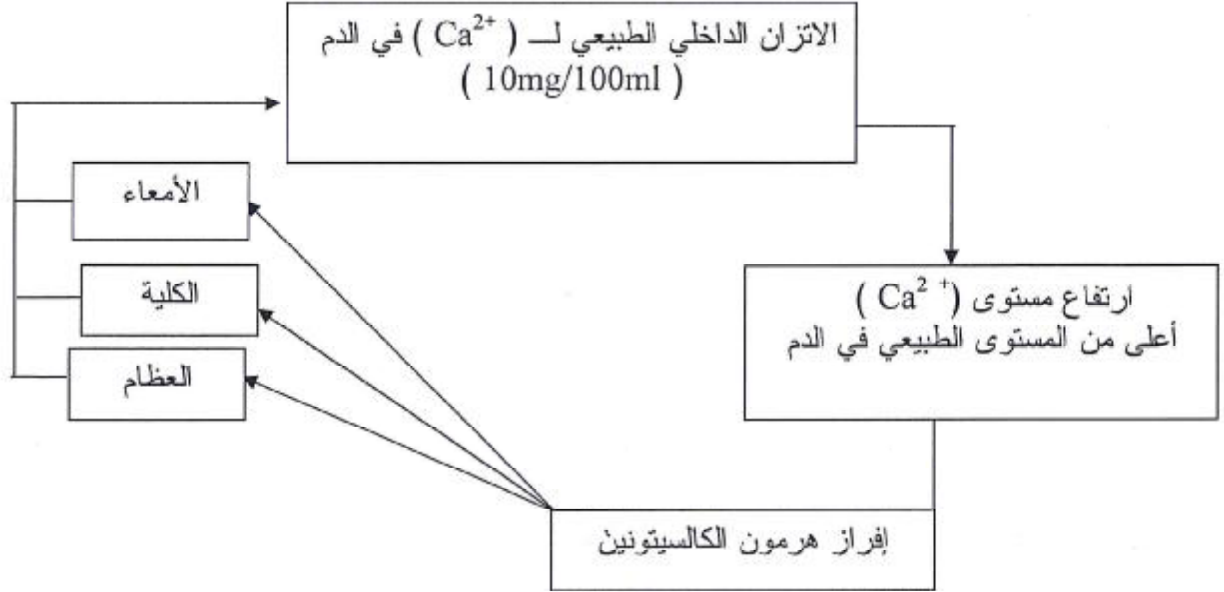 الاتزان الداخلي الطبيعي لـ ( Ca²⁺ ) في الدم
( 10mg/100ml )
ارتفاع مستوى ( Ca²⁺ )
أعلى من المستوى الطبيعي في الدم
إفراز هرمون الكالسيتونين
الأمعاء
الكلية
العظام